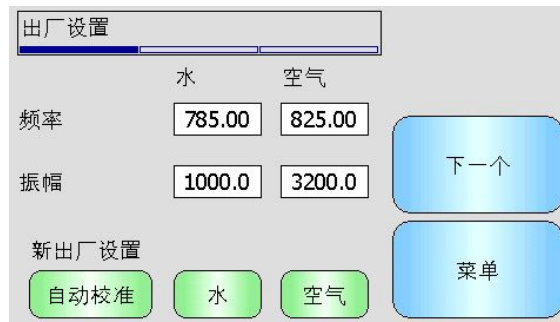 出厂设置
水 空气
频率 785.00 825.00
振幅 1000.0 3200.0
下一个
新出厂设置
自动校准 水 空气
菜单